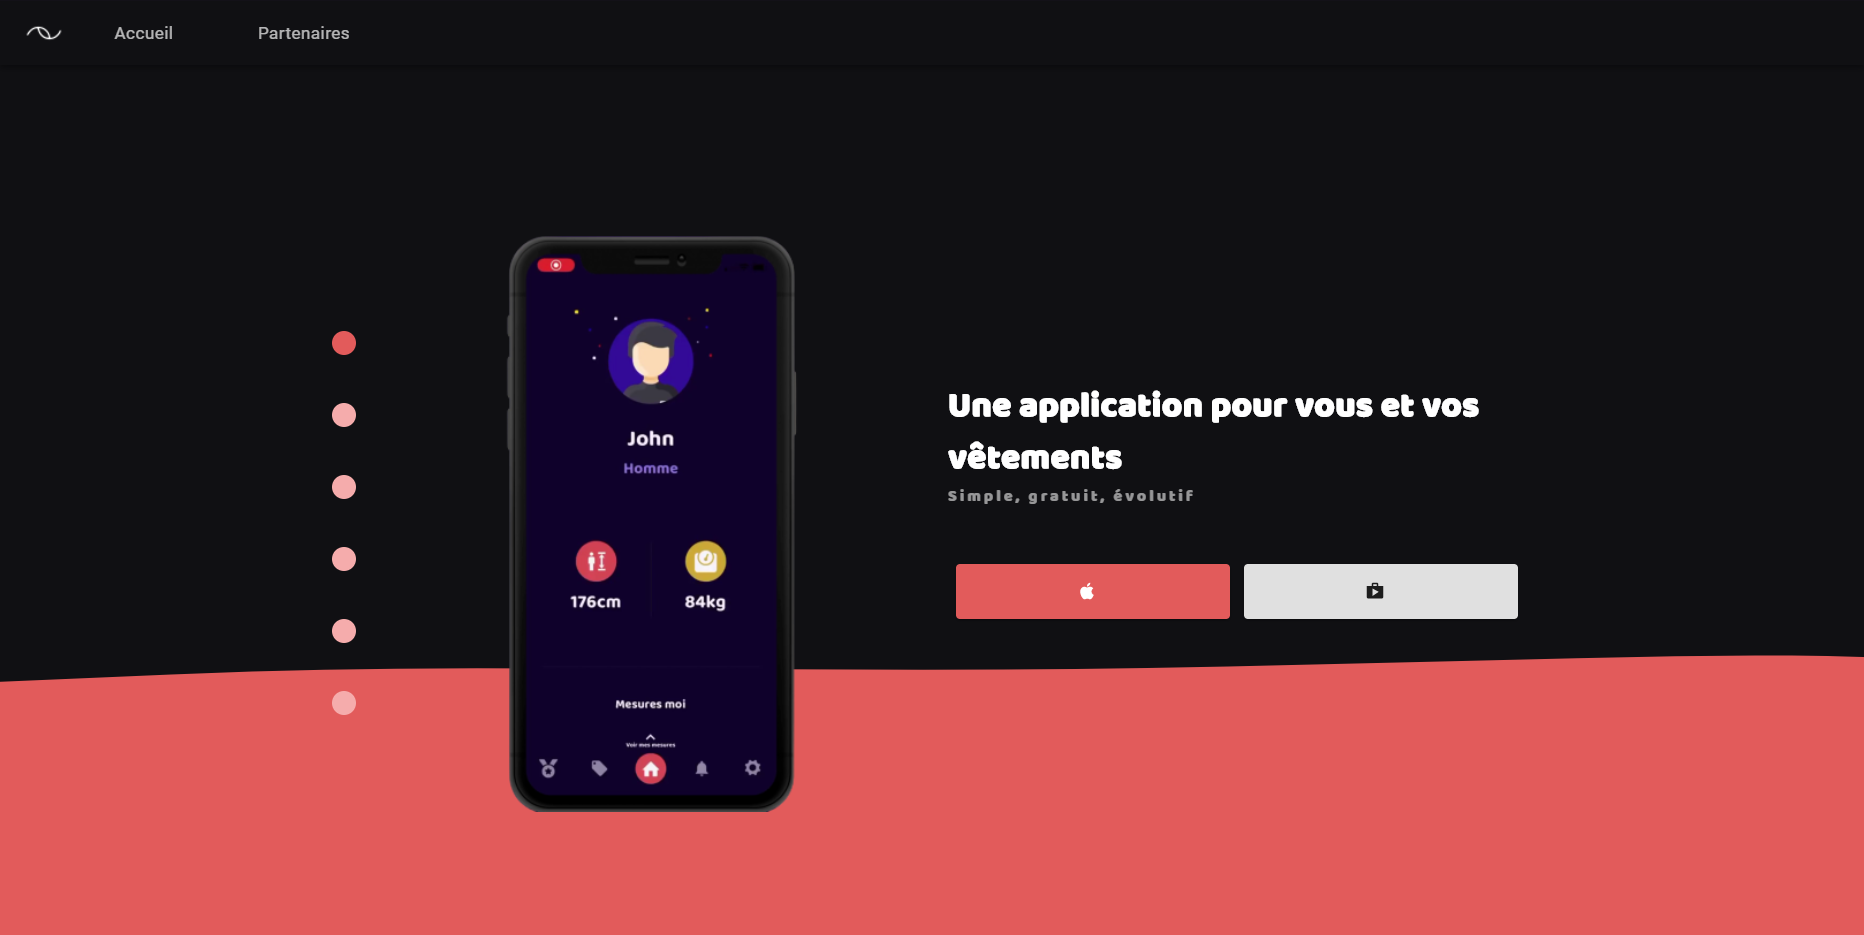 Accueil
Partenaires
John
Homme
176cm
84kg
Mesures moi
Voir mes mesures
Une application pour vous et vos
vêtements
Simple, gratuit, évolutif